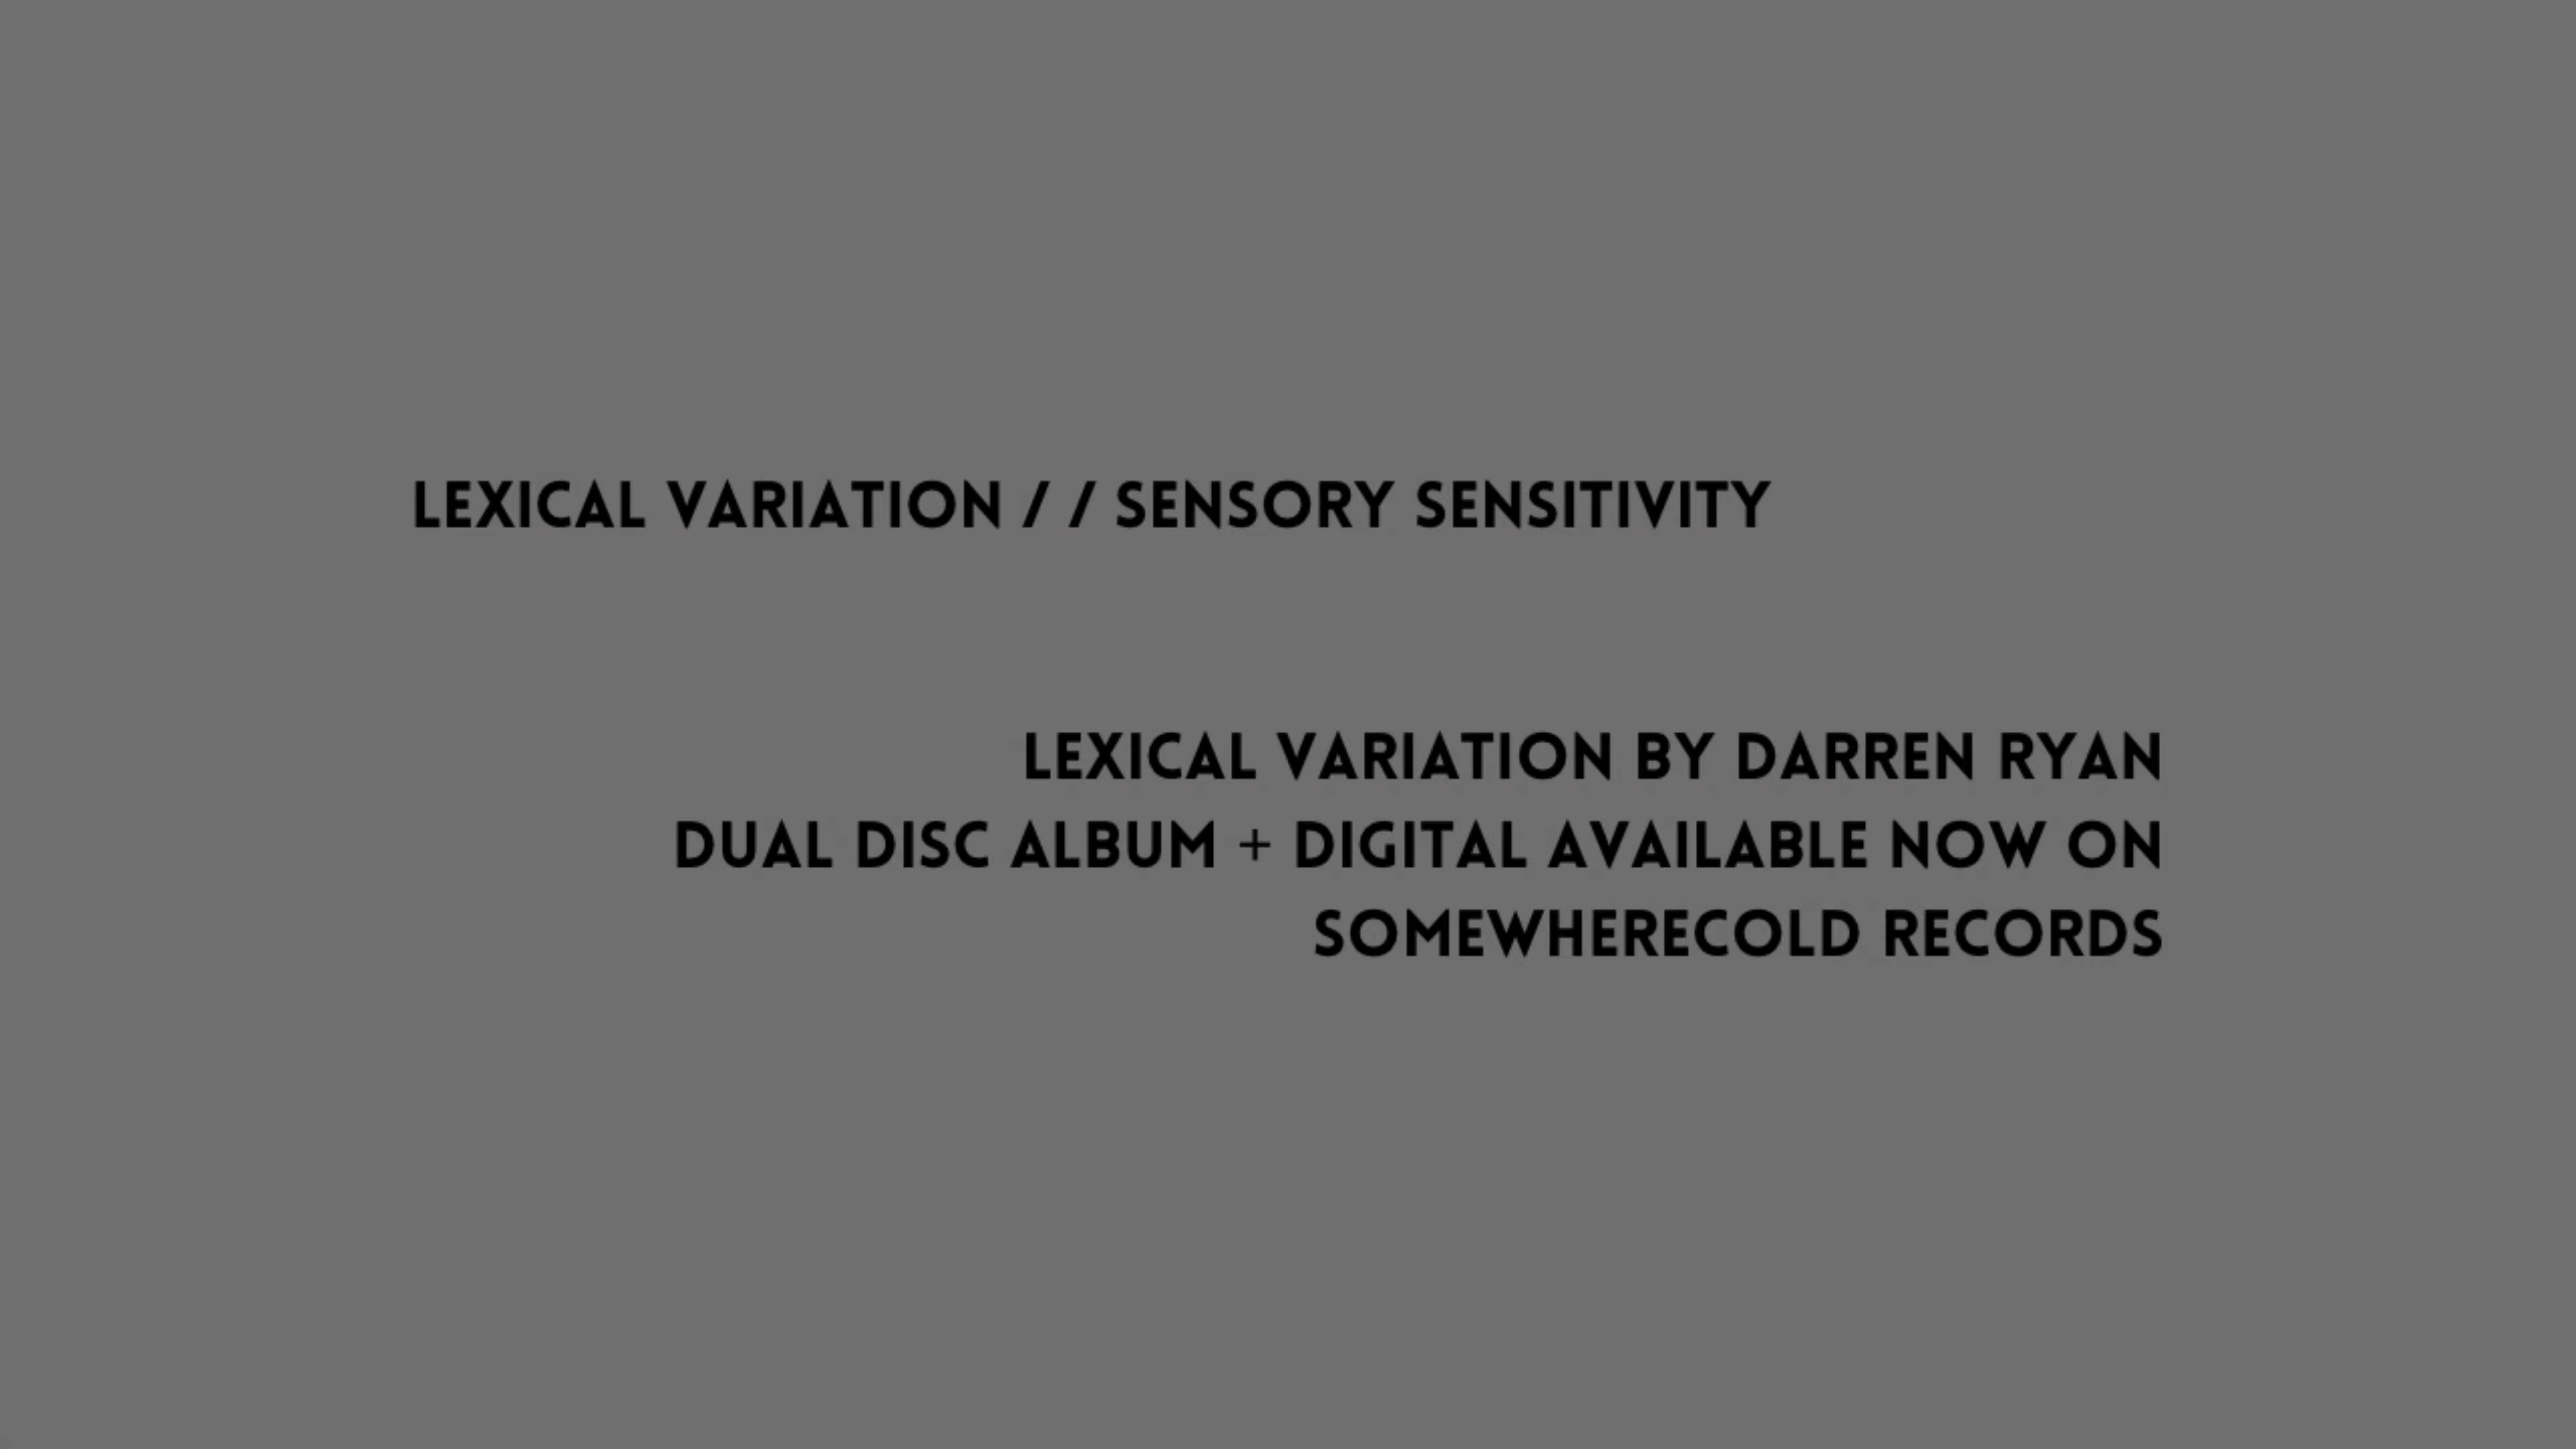 LEXICAL VARIATION / / SENSORY SENSITIVITY
LEXICAL VARIATION BY DARREN RYAN
DUAL DISC ALBUM + DIGITAL AVAILABLE NOW ON
SOMEWHERECOLD RECORDS